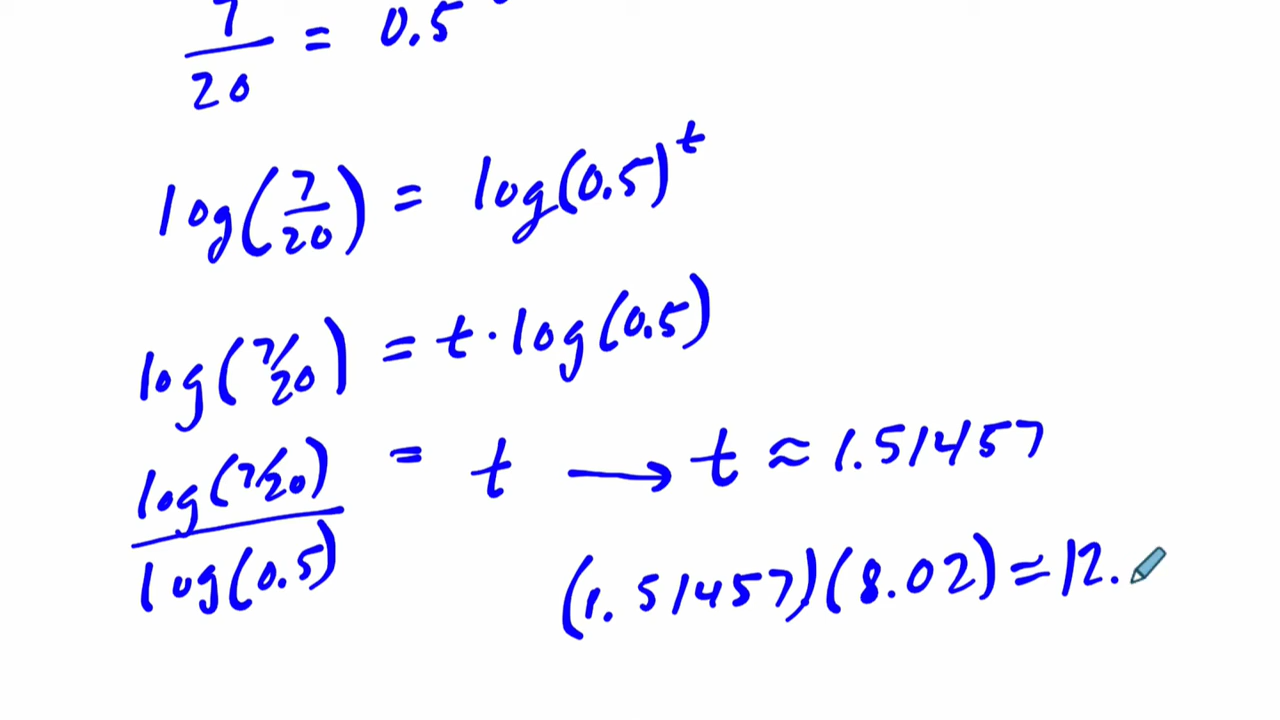 7/20 = 0.5
log(7/20) = log(0.5)^t
log(7/20) = t · log(0.5)
log(7/20)/log(0.5) = t → t ≈ 1.51457
(1.51457)(8.02) ≈ 12.